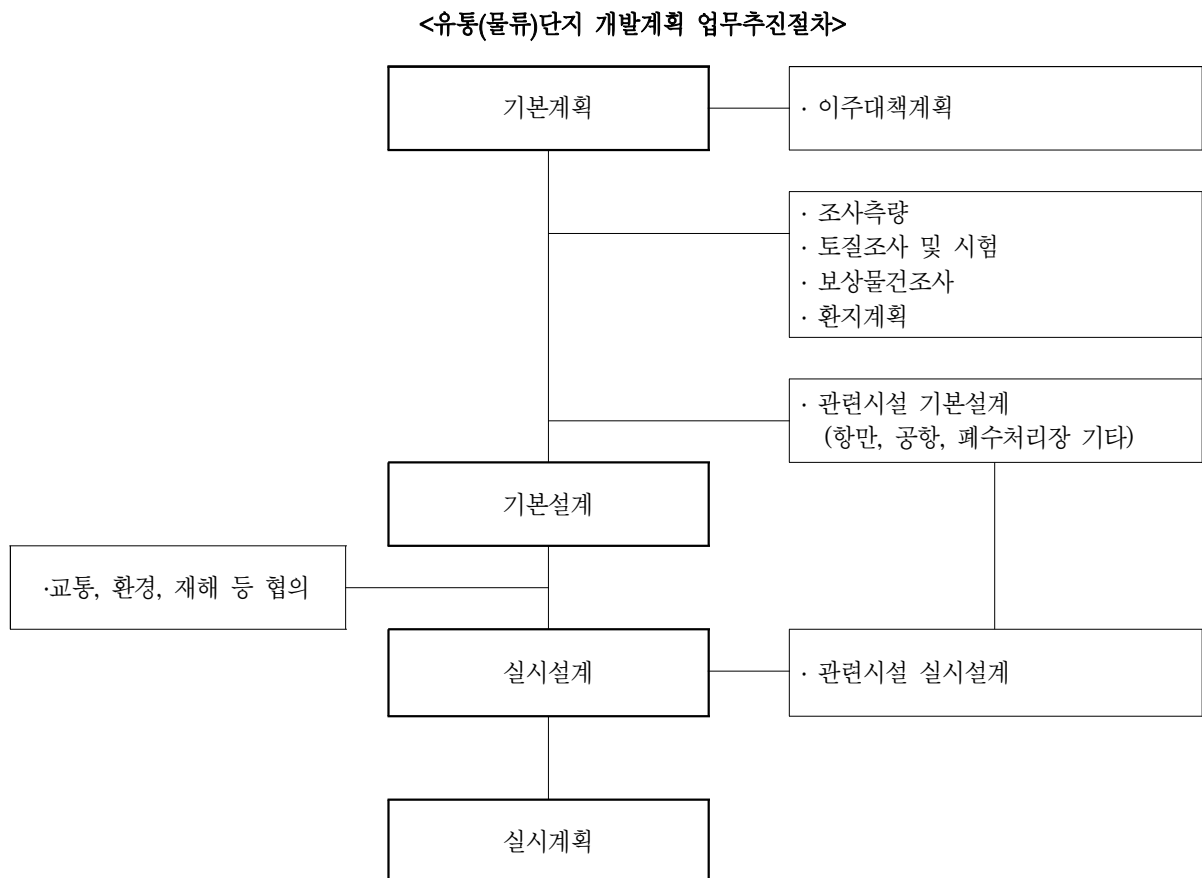 <유통(물류)단지 개발계획 업무추진절차>
기본계획
· 이주대책계획
· 조사측량
· 토질조사 및 시험
· 보상물건조사
· 환지계획
· 관련시설 기본설계
(항만, 공항, 폐수처리장 기타)
기본설계
·교통, 환경, 재해 등 협의
실시설계
· 관련시설 실시설계
실시계획